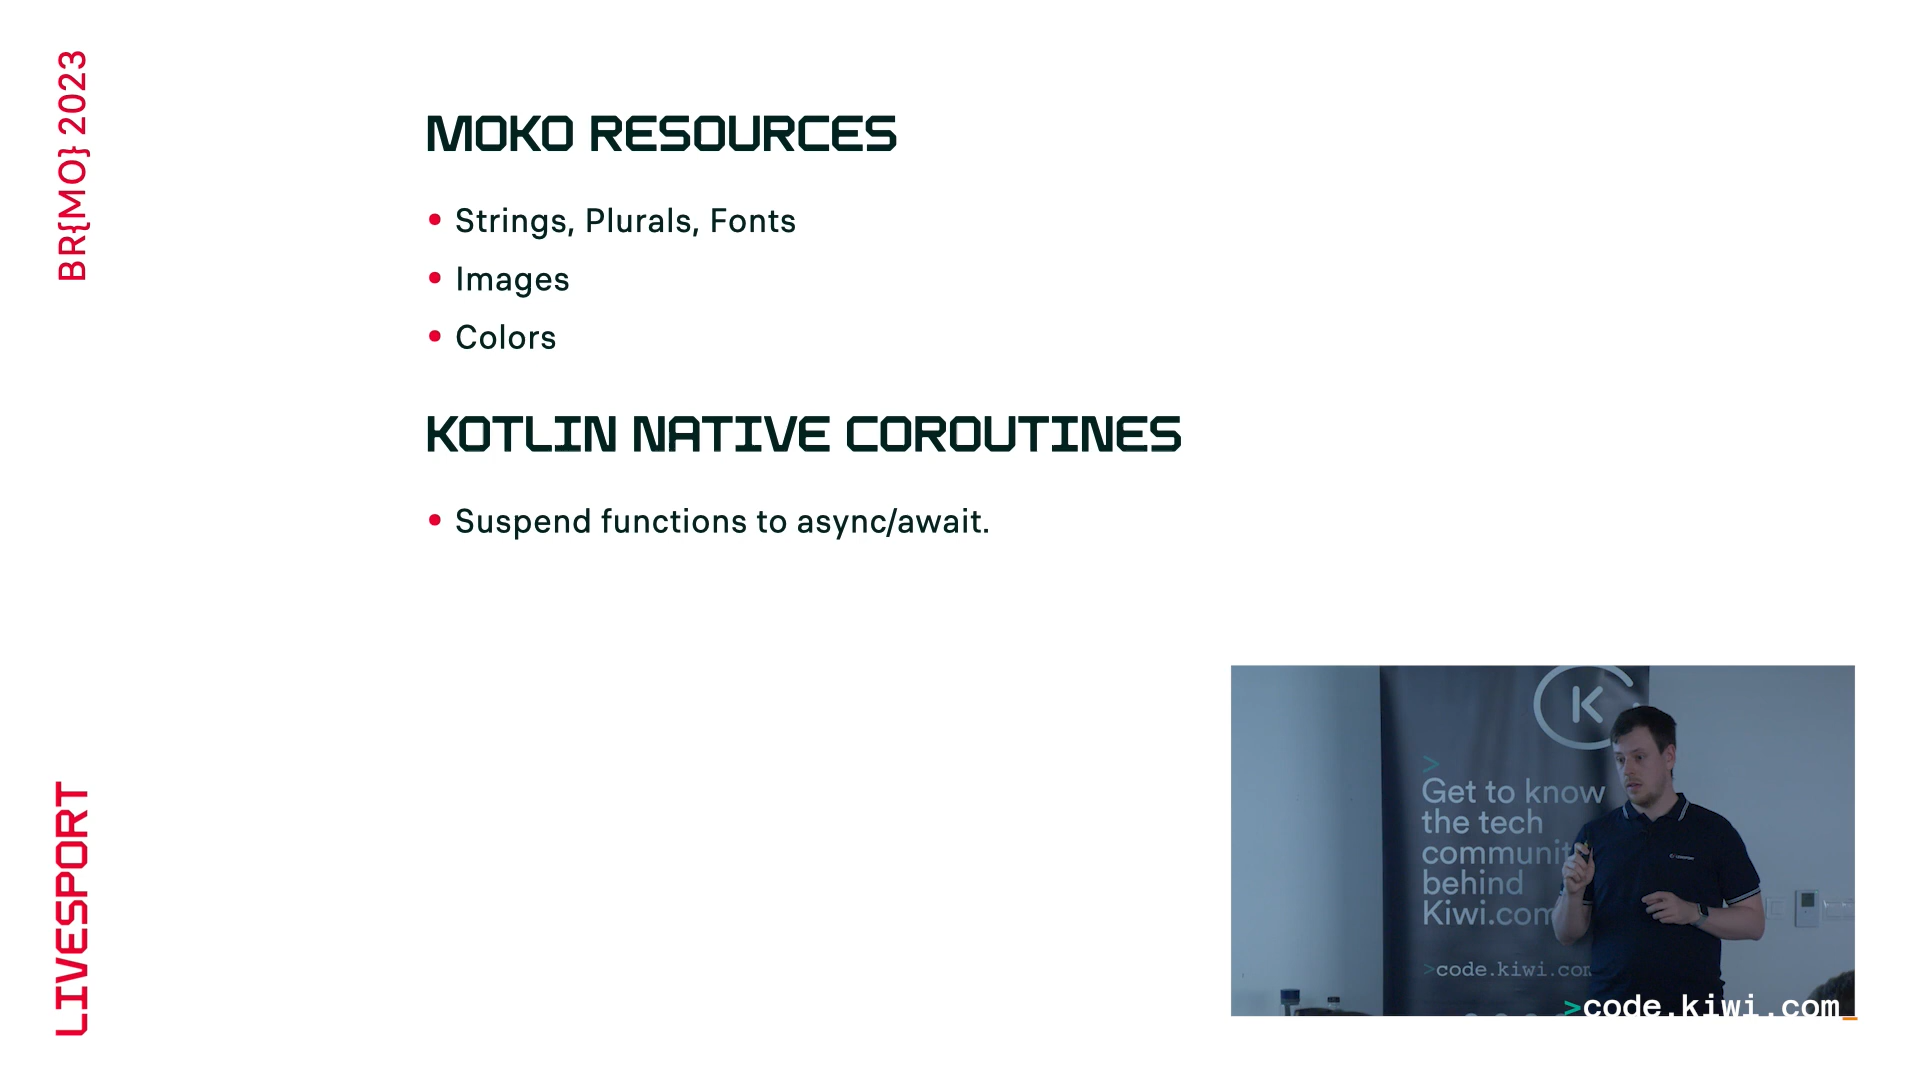 BR{MO} 2023
LIVESPORT
MOKO RESOURCES
• Strings, Plurals, Fonts
• Images
• Colors
KOTLIN NATIVE COROUTINES
• Suspend functions to async/await.
K
>
Get to know
the tech
communit
behind
Kiwi.com
>code.kiwi.com
>code.kiwi.com_